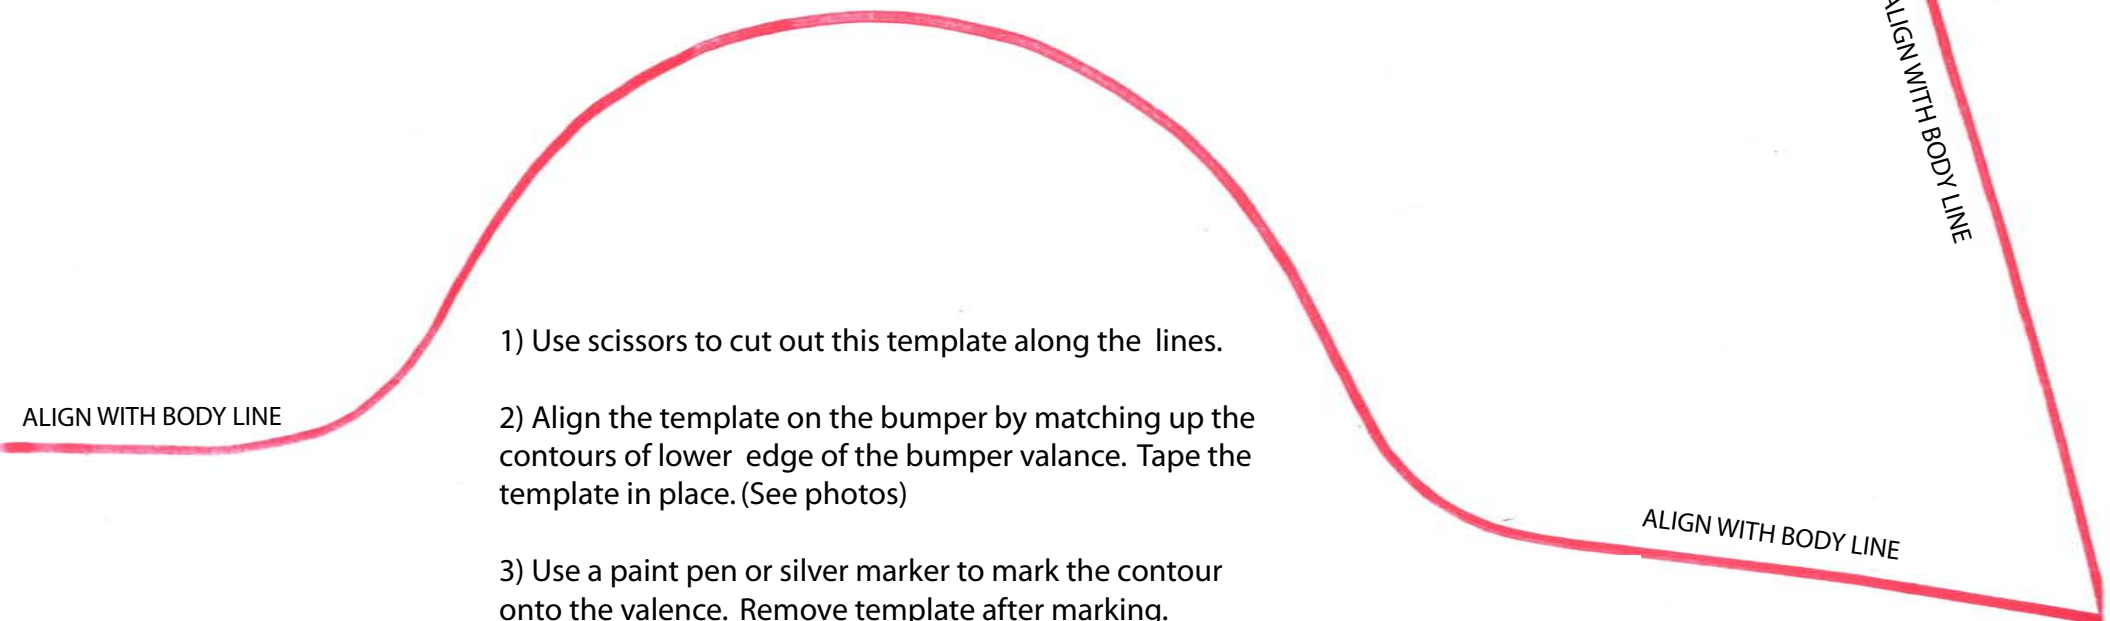 ALIGN WITH BODY LINE
1) Use scissors to cut out this template along the  lines.
ALIGN WITH BODY LINE
2) Align the template on the bumper by matching up the
contours of lower  edge of the bumper valance.  Tape the
template in place. (See photos)
ALIGN WITH BODY LINE
3) Use a paint pen or silver marker to mark the contour
onto the valence.  Remove template after marking.